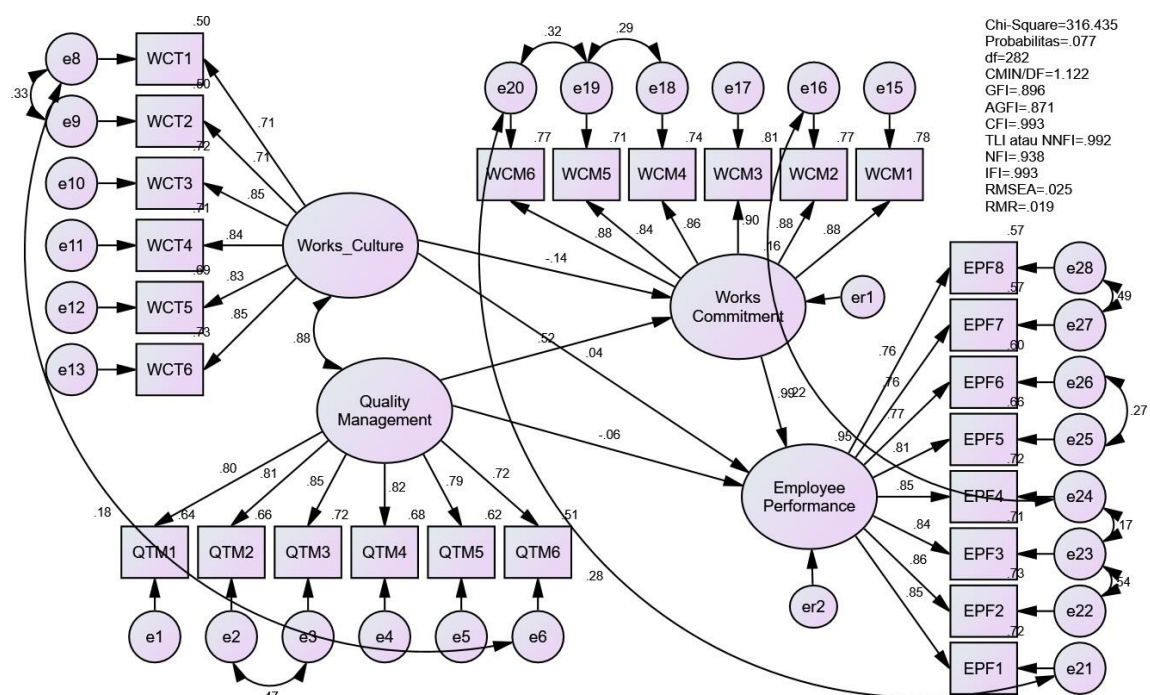 Chi-Square=316.435
Probabilitas=.077
df=282
CMIN/DF=1.122
GFI=.896
AGFI=.871
CFI=.993
TLI atau NNFI=.992
NFI=.938
IFI=.993
RMSEA=.025
RMR=.019
.50
e8
WCT1
.33
.50
e9
WCT2
.71
.72
e10
WCT3
.71
.71
e11
WCT4
.85
.69
e12
WCT5
.84
.73
e13
WCT6
.83
.85
Works_Culture
.32
.29
e20
e19
e18
e17
e16
e15
.77
.71
.74
.81
.77
.78
WCM6
WCM5
WCM4
WCM3
WCM2
WCM1
.88
.84
.86
.90
.88
.88
.16
Works
Commitment
er1
-.14
.52
.04
.88
Quality
Management
-.06
.99
.22
.80
.81
.85
.82
.79
.72
.18
.64
.66
.72
.68
.62
.51
QTM1
QTM2
QTM3
QTM4
QTM5
QTM6
e1
e2
e3
e4
e5
e6
.47
.28
.95
Employee
Performance
er2
.57
EPF8
e28
.49
.57
EPF7
e27
.60
EPF6
e26
.27
.66
EPF5
e25
.72
EPF4
e24
.17
.71
EPF3
e23
.54
.73
EPF2
e22
.72
EPF1
e21
.76
.76
.77
.81
.85
.84
.86
.85